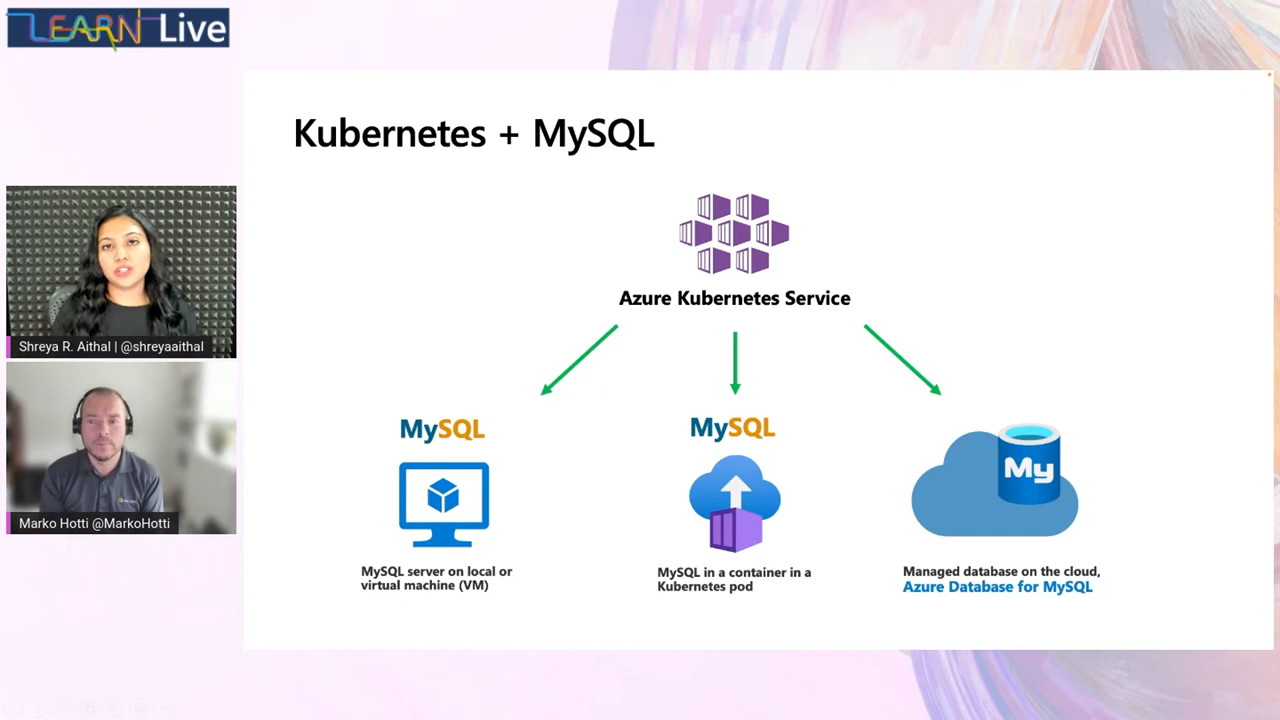 LEARN Live
Kubernetes + MySQL
Azure Kubernetes Service
MySQL
MySQL
My
MySQL server on local or
virtual machine (VM)
MySQL in a container in a
Kubernetes pod
Managed database on the cloud,
Azure Database for MySQL
Shreya R. Aithal | @shreyaaithal
Marko Hotti @MarkoHotti